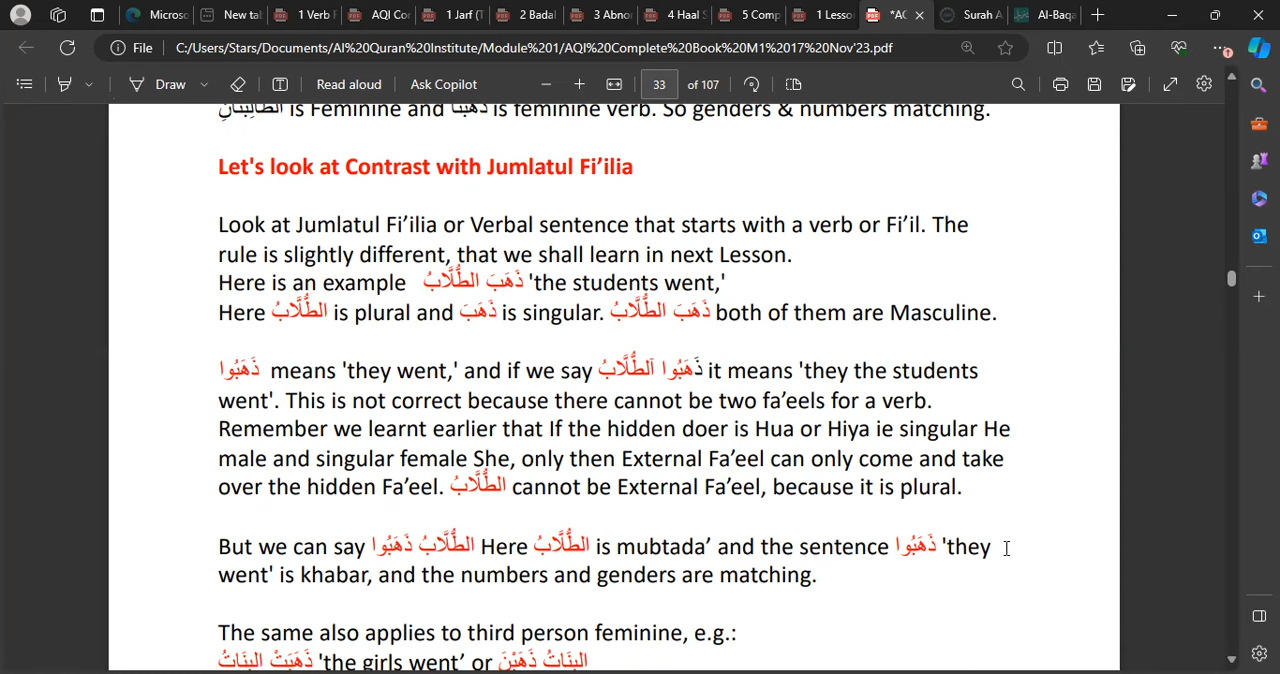 Microso
New tal
1 Verb F
AQI Cor
1 Jarf (T
2 Badal
3 Abnor
4 Haal S
5 Comp
1 Lesso
*AC
Surah A
Al-Baqa
File
C:/Users/Stars/Documents/Al%20Quran%20Institute/Module%201/AQI%20Complete%20Book%20M1%2017%20Nov'23.pdf
Draw
Read aloud
Ask Copilot
33 of 107
الطَالِبَتَانِ is Feminine and ذَهَبَتَا is feminine verb. So genders & numbers matching.
Let's look at Contrast with Jumlatul Fi’ilia
Look at Jumlatul Fi’ilia or Verbal sentence that starts with a verb or Fi’il. The
rule is slightly different, that we shall learn in next Lesson.
Here is an example ذَهَبَ الطُّلَّابُ 'the students went,'
Here الطُّلَّابُ is plural and ذَهَبَ is singular. ذَهَبَ الطُّلَّابُ both of them are Masculine.
ذَهَبُوا means 'they went,' and if we say ذَهَبُوا ٱلطُّلَّابُ it means 'they the students
went'. This is not correct because there cannot be two fa’eels for a verb.
Remember we learnt earlier that If the hidden doer is Hua or Hiya ie singular He
male and singular female She, only then External Fa’eel can only come and take
over the hidden Fa’eel. الطُّلَّابُ cannot be External Fa’eel, because it is plural.
But we can say الطُّلَّابُ ذَهَبُوا Here الطُّلَّابُ is mubtada’ and the sentence ذَهَبُوا 'they
went' is khabar, and the numbers and genders are matching.
The same also applies to third person feminine, e.g.:
ذَهَبَتْ البَنَاتُ 'the girls went’ or البَنَاتُ ذَهَبْنَ